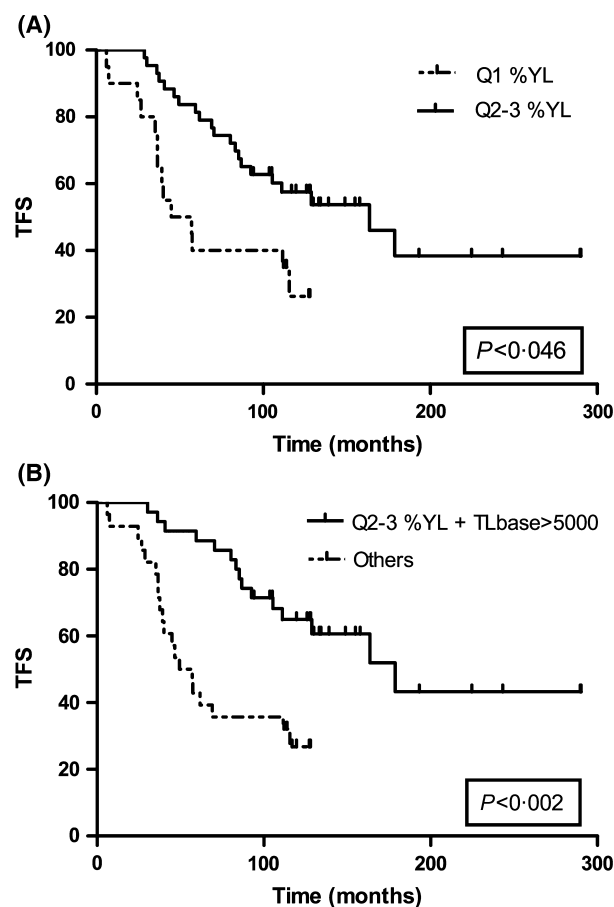 (A)
100
80
60
40
20
0
TFS
Q1 %YL
Q2-3 %YL
P<0·046
0
100
200
300
Time (months)
(B)
100
80
60
40
20
0
TFS
Q2-3 %YL + TLbase>5000
Others
P<0·002
0
100
200
300
Time (months)